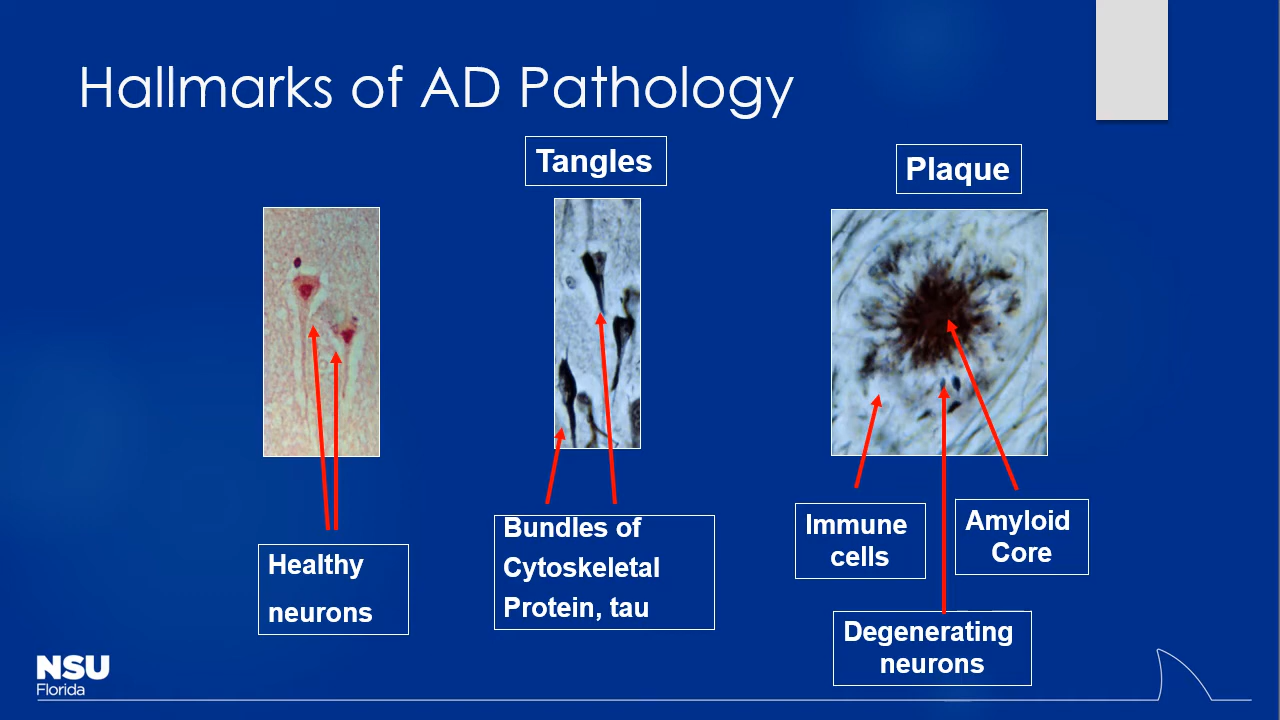 Hallmarks of AD Pathology
Tangles
Plaque
Healthy
neurons
Bundles of
Cytoskeletal
Protein, tau
Immune
cells
Amyloid
Core
Degenerating
neurons
NSU
Florida